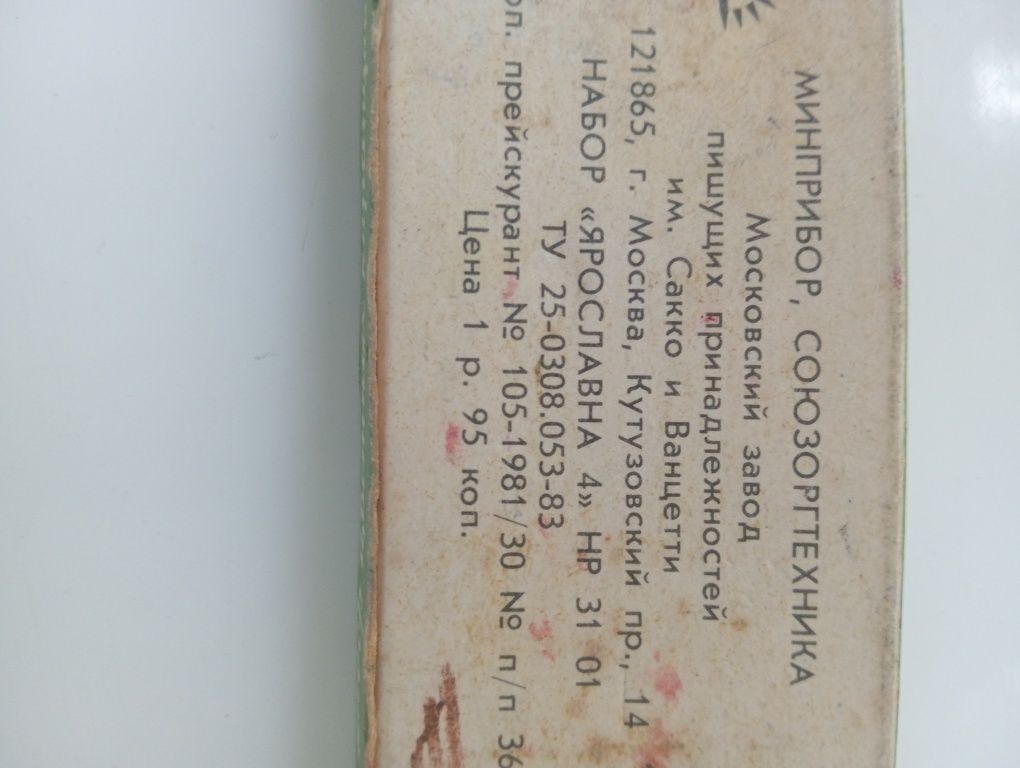 МИНПРИБОР, СОЮЗОРГТЕХНИКА
Московский завод
пишущих принадлежностей
им. Сакко и Ванцетти
121865, г. Москва, Кутузовский пр., 14
НАБОР «ЯРОСЛАВНА 4» НР 31 01
ТУ 25-0308.053-83
оп. прейскурант № 105-1981/30 № п/п 36
Цена 1 р. 95 коп.